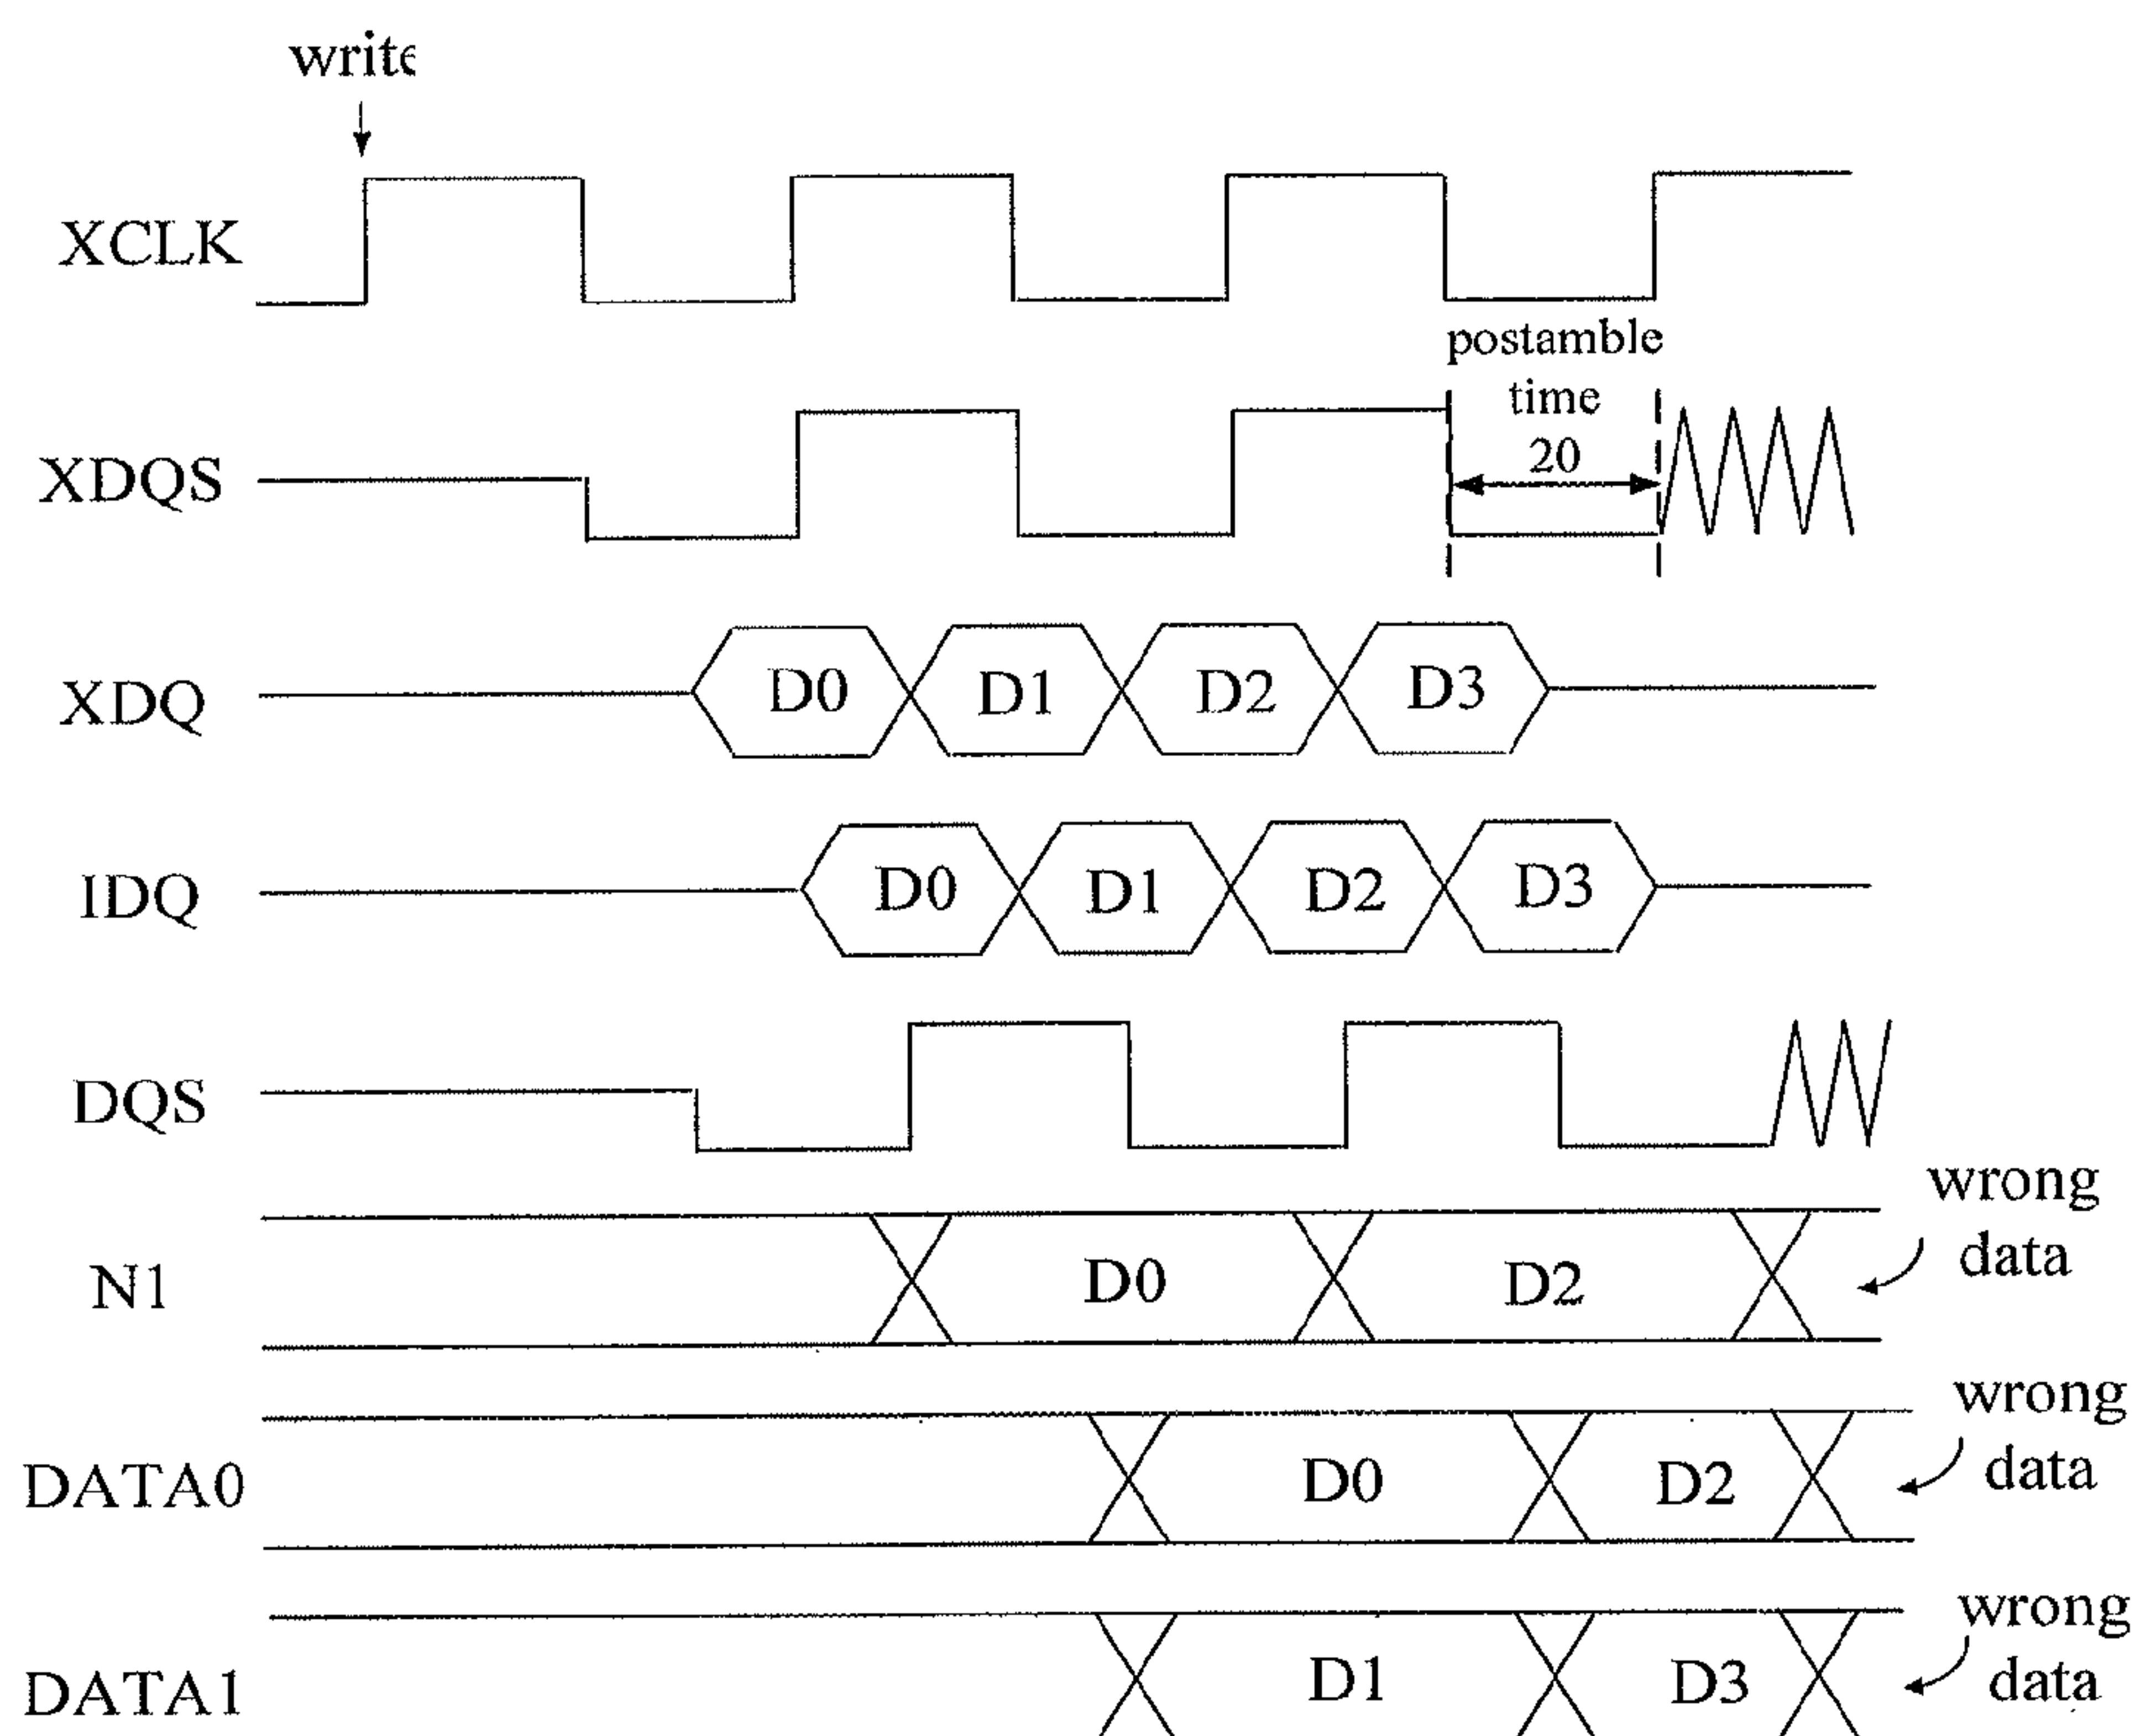 write
XCLK
postamble
time
20
XDQS
XDQ D0 D1 D2 D3
IDQ D0 D1 D2 D3
DQS
wrong
data
N1 D0 D2
wrong
data
DATA0 D0 D2
wrong
data
DATA1 D1 D3